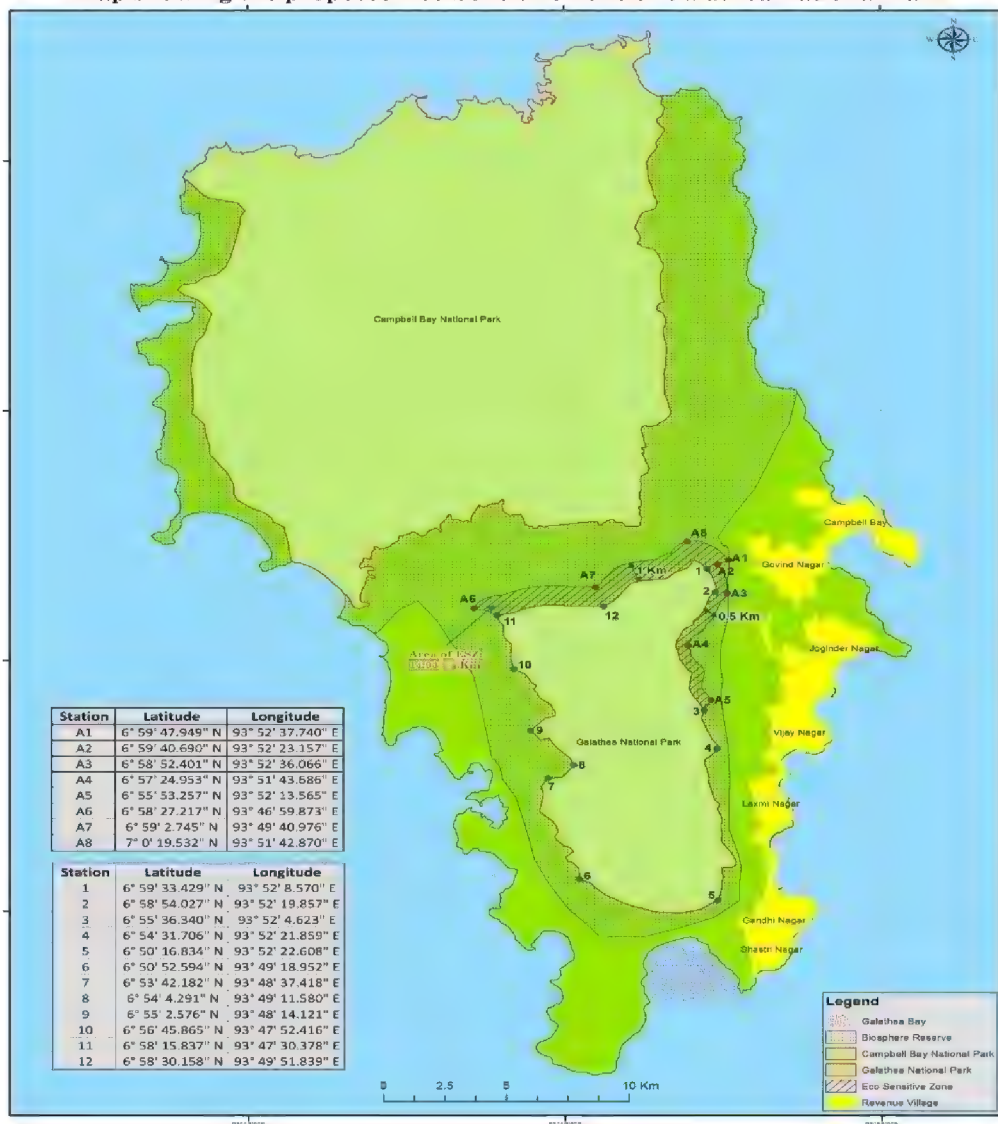 N
W E
S
Campbell Bay National Park
Campbell Bay
Govind Nagar
Joginder Nagar
Vijay Nagar
Laxmi Nagar
Gandhi Nagar
Shastri Nagar
Galathea National Park
A8
A1
1 Km
1
A2
A7
2
A3
A6
12
0.5 Km
11
A4
10
A5
3
9
4
8
7
6
5
Area of ESZ:
Station Latitude Longitude
A1 6° 59' 47.949" N 93° 52' 37.740" E
A2 6° 59' 40.690" N 93° 52' 23.157" E
A3 6° 58' 52.401" N 93° 52' 36.066" E
A4 6° 57' 24.953" N 93° 51' 43.686" E
A5 6° 55' 53.257" N 93° 52' 13.565" E
A6 6° 58' 27.217" N 93° 46' 59.873" E
A7 6° 59' 2.745" N 93° 49' 40.976" E
A8 7° 0' 19.532" N 93° 51' 42.870" E
Station Latitude Longitude
1 6° 59' 33.429" N 93° 52' 8.570" E
2 6° 58' 54.027" N 93° 52' 19.857" E
3 6° 55' 36.340" N 93° 52' 4.623" E
4 6° 54' 31.706" N 93° 52' 21.859" E
5 6° 50' 16.834" N 93° 52' 22.608" E
6 6° 50' 52.594" N 93° 49' 18.952" E
7 6° 53' 42.182" N 93° 48' 37.418" E
8 6° 54' 4.291" N 93° 49' 11.580" E
9 6° 55' 2.576" N 93° 48' 14.121" E
10 6° 56' 45.865" N 93° 47' 52.416" E
11 6° 58' 15.837" N 93° 47' 30.378" E
12 6° 58' 30.158" N 93° 49' 51.839" E
0 2.5 5 10 Km
Legend
Galathea Bay
Biosphere Reserve
Campbell Bay National Park
Galathea National Park
Eco Sensitive Zone
Revenue Village